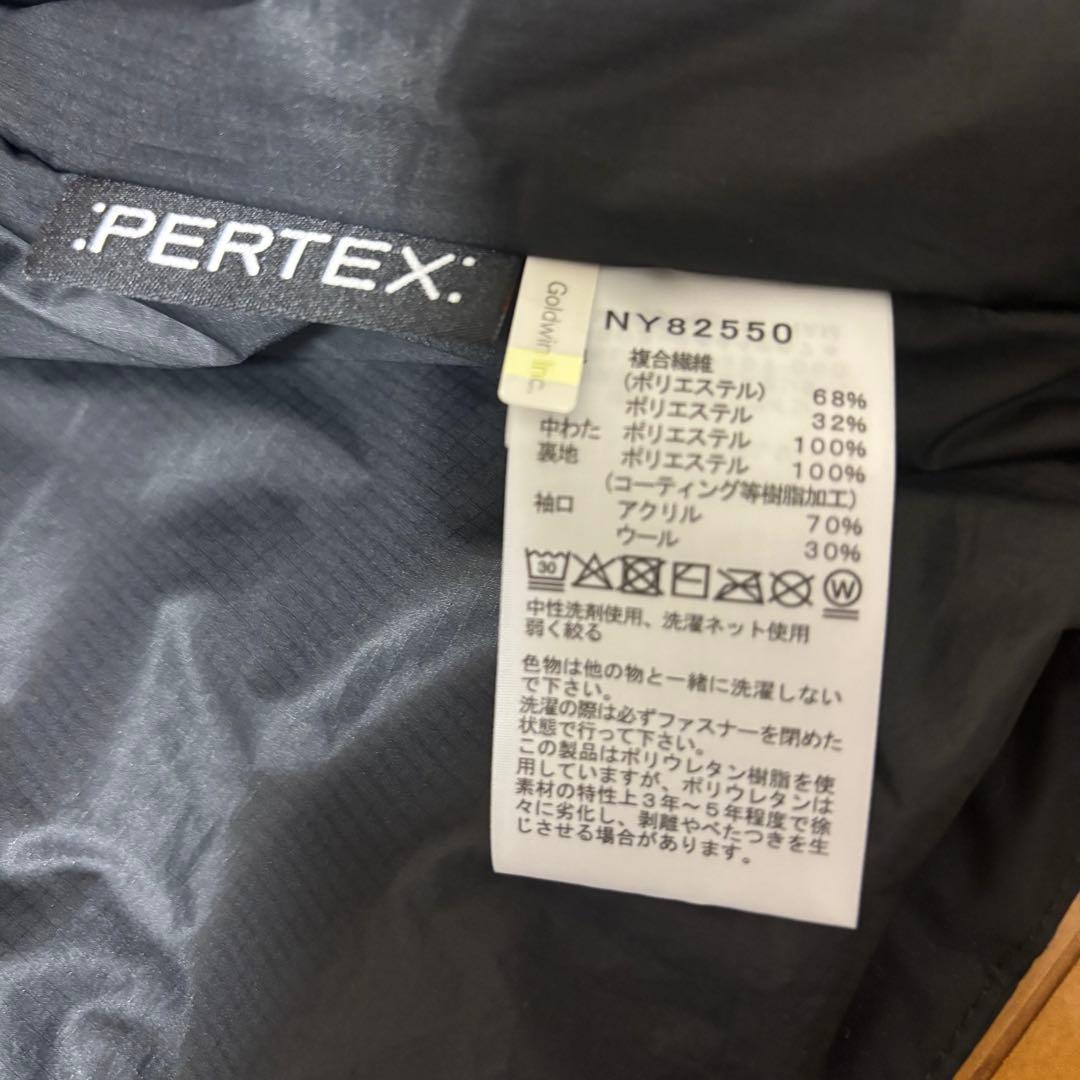 :PERTEX:
Goldwin Inc.
NY82550
複合繊維
(ポリエステル) 68%
ポリエステル 32%
中わた ポリエステル 100%
裏地 ポリエステル 100%
(コーティング等樹脂加工)
袖口 アクリル 70%
ウール 30%
30
W
中性洗剤使用、洗濯ネット使用
弱く絞る
色物は他の物と一緒に洗濯しない
で下さい。
洗濯の際は必ずファスナーを閉めた
状態で行って下さい。
この製品はポリウレタン樹脂を使
用していますが、ポリウレタンは
素材の特性上3年〜5年程度で徐
々に劣化し、剥離やべたつきを生
じさせる場合があります。